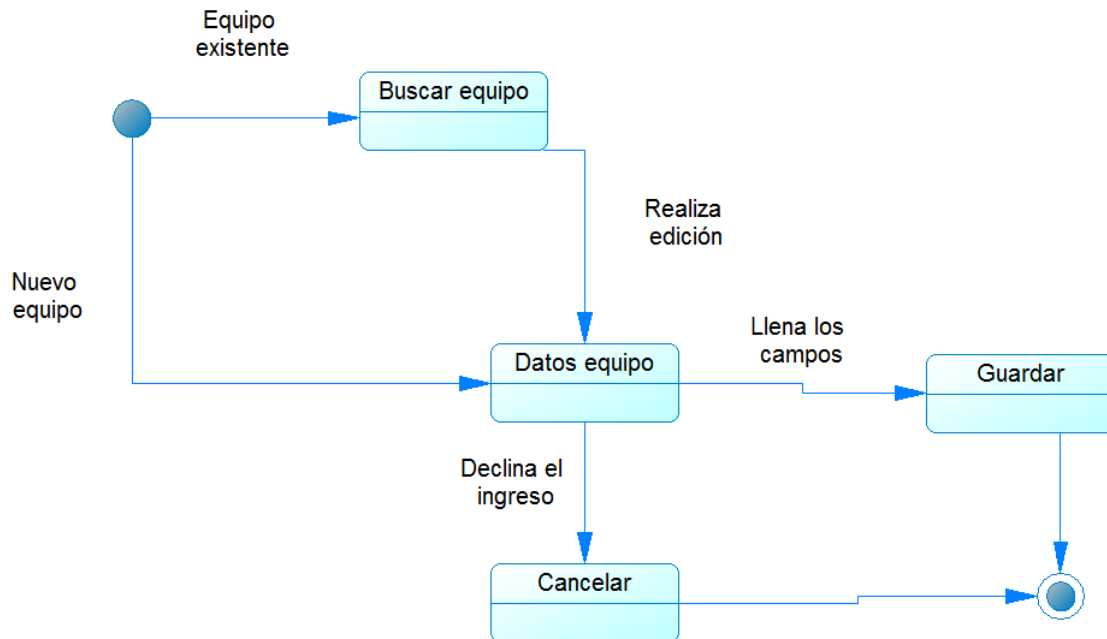 Equipo
existente
Buscar equipo
Realiza
edición
Nuevo
equipo
Llena los
campos
Datos equipo
Guardar
Declina el
ingreso
Cancelar